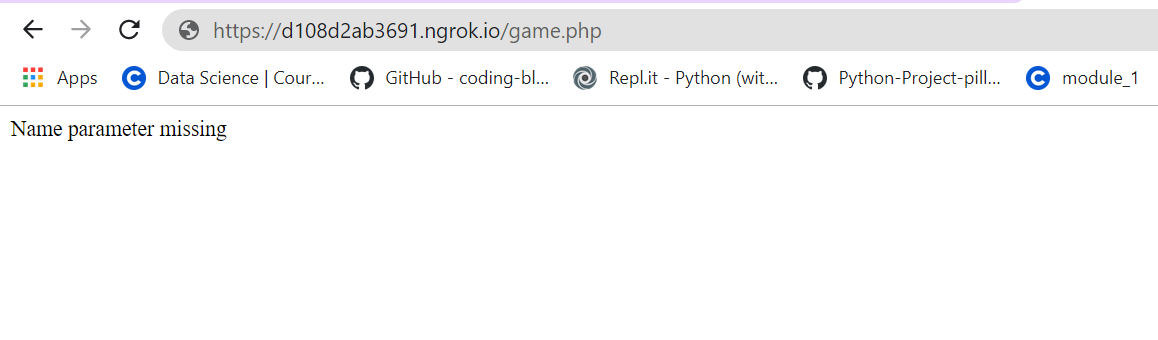 https://d108d2ab3691.ngrok.io/game.php
Apps Data Science | Cour... GitHub - coding-bl... Repl.it - Python (wit... Python-Project-pill... module_1
Name parameter missing